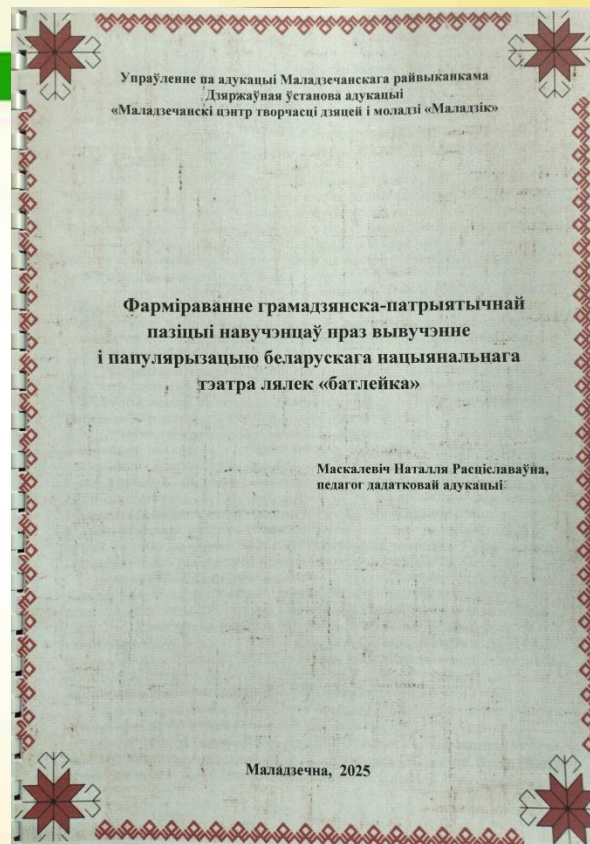 Упраўленне па адукацыі Маладзечанскага райвыканкама
Дзяржаўная ўстанова адукацыі
«Маладзечанскі цэнтр творчасці дзяцей і моладзі «Маладзік»
Фарміраванне грамадзянска-патрыятычнай
пазіцыі навучэнцаў праз вывучэнне
і папулярызацыю беларускага нацыянальнага
тэатра лялек «батлейка»
Маскалевіч Наталля Расціславаўна,
педагог дадатковай адукацыі
Маладзечна, 2025